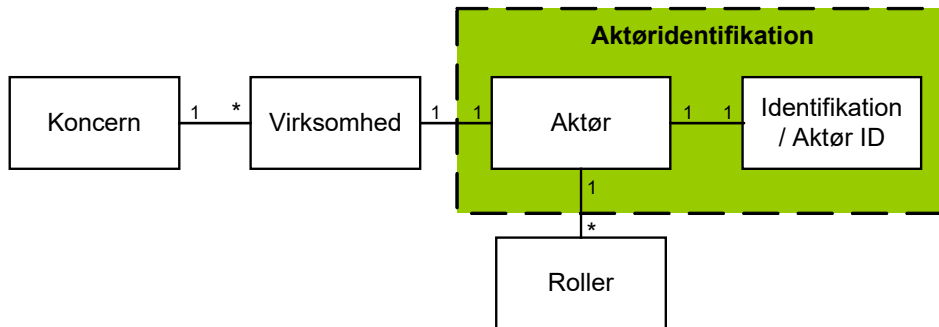 Aktøridentifikation
Koncern
1
*
Virksomhed
1
1
Aktør
1
1
Identifikation
/ Aktør ID
1
*
Roller